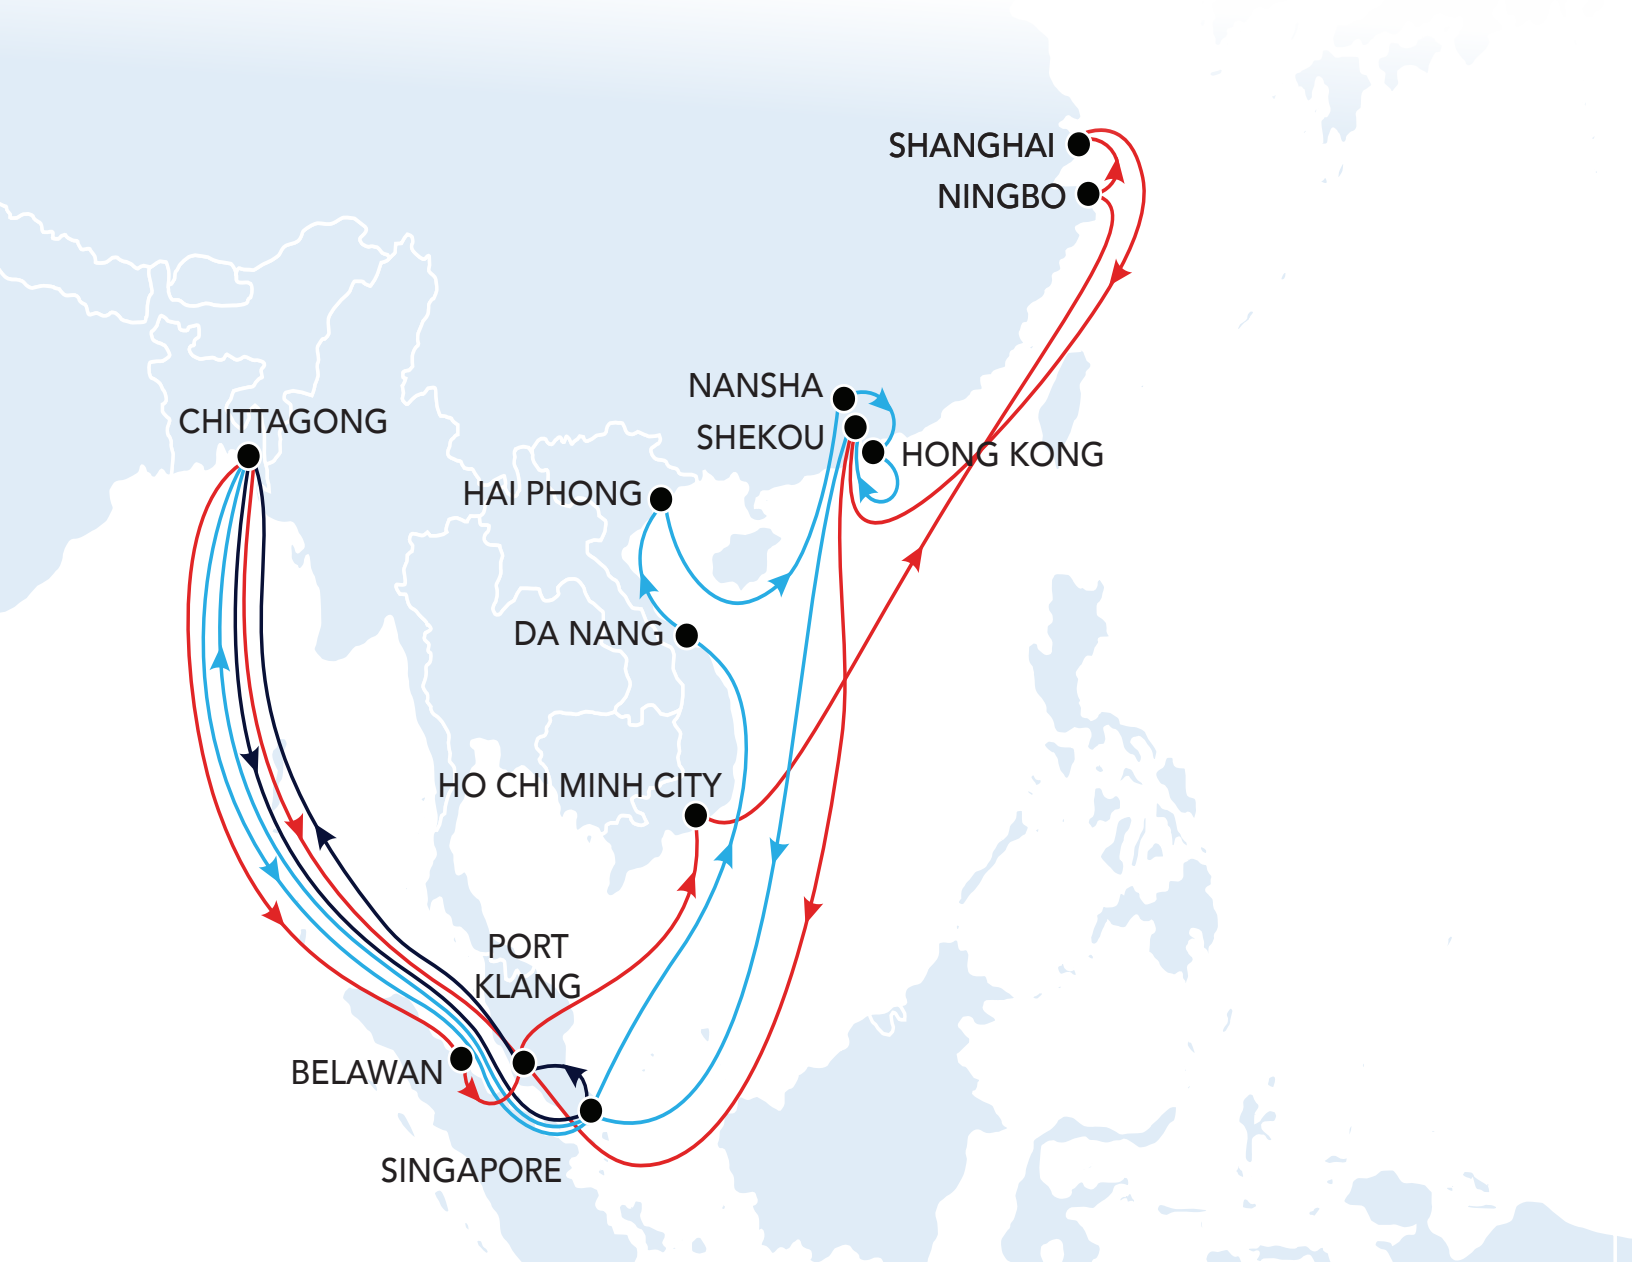 SHANGHAI
NINGBO
NANSHA
CHITTAGONG
SHEKOU
HONG KONG
HAI PHONG
DA NANG
HO CHI MINH CITY
PORT
KLANG
BELAWAN
SINGAPORE